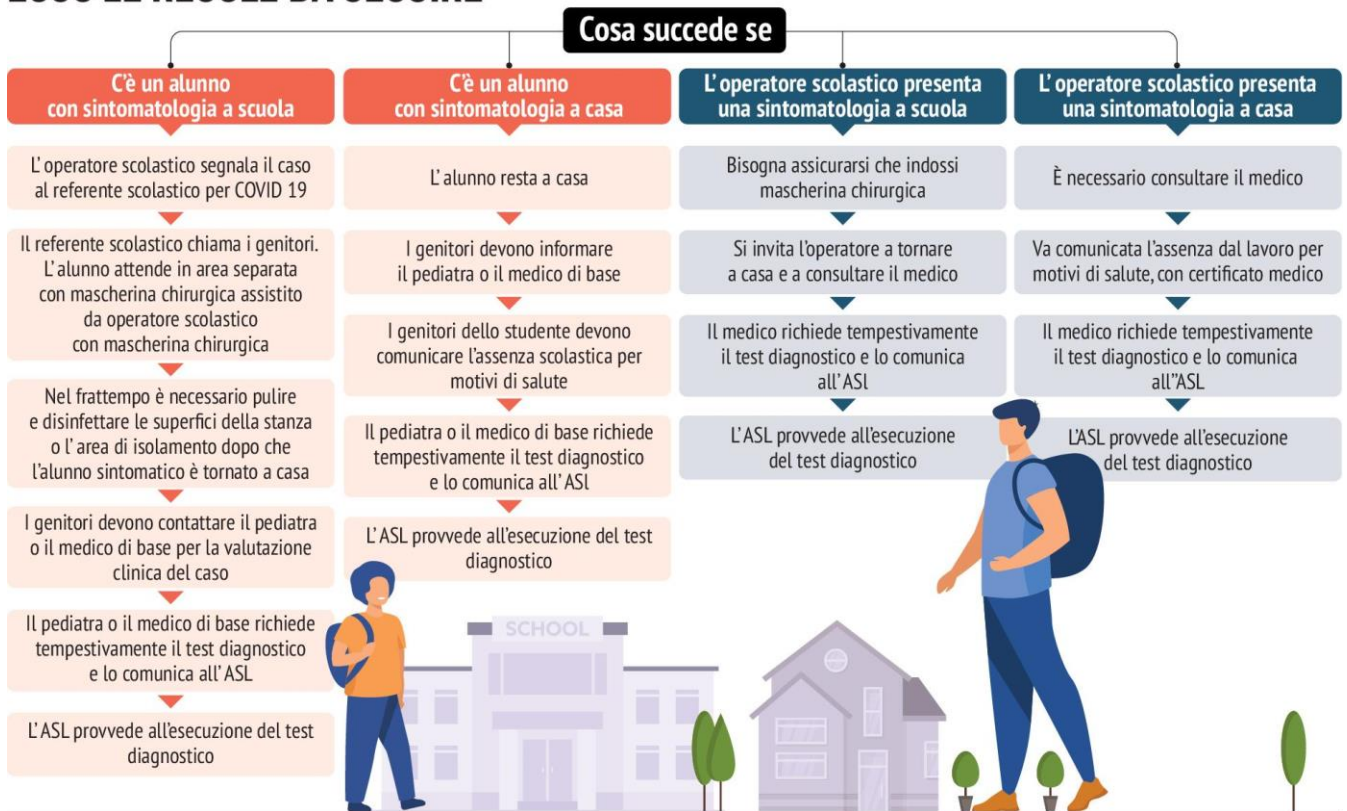 Cosa succede se
C'è un alunno
con sintomatologia a scuola
L'operatore scolastico segnala il caso
al referente scolastico per COVID 19
Il referente scolastico chiama i genitori.
L'alunno attende in area separata
con mascherina chirurgica assistito
da operatore scolastico
con mascherina chirurgica
Nel frattempo è necessario pulire
e disinfettare le superfici della stanza
o l'area di isolamento dopo che
l'alunno sintomatico è tornato a casa
I genitori devono contattare il pediatra
o il medico di base per la valutazione
clinica del caso
Il pediatra o il medico di base richiede
tempestivamente il test diagnostico
e lo comunica all'ASL
L'ASL provvede all'esecuzione del test
diagnostico
C'è un alunno
con sintomatologia a casa
L'alunno resta a casa
I genitori devono informare
il pediatra o il medico di base
I genitori dello studente devono
comunicare l'assenza scolastica per
motivi di salute
Il pediatra o il medico di base richiede
tempestivamente il test diagnostico
e lo comunica all'ASl
L'ASL provvede all'esecuzione del test
diagnostico
L'operatore scolastico presenta
una sintomatologia a scuola
Bisogna assicurarsi che indossi
mascherina chirurgica
Si invita l'operatore a tornare
a casa e a consultare il medico
Il medico richiede tempestivamente
il test diagnostico e lo comunica
all'ASl
L'ASL provvede all'esecuzione
del test diagnostico
L'operatore scolastico presenta
una sintomatologia a casa
È necessario consultare il medico
Va comunicata l'assenza dal lavoro per
motivi di salute, con certificato medico
Il medico richiede tempestivamente
il test diagnostico e lo comunica
all''ASL
L'ASL provvede all'esecuzione
del test diagnostico
SCHOOL